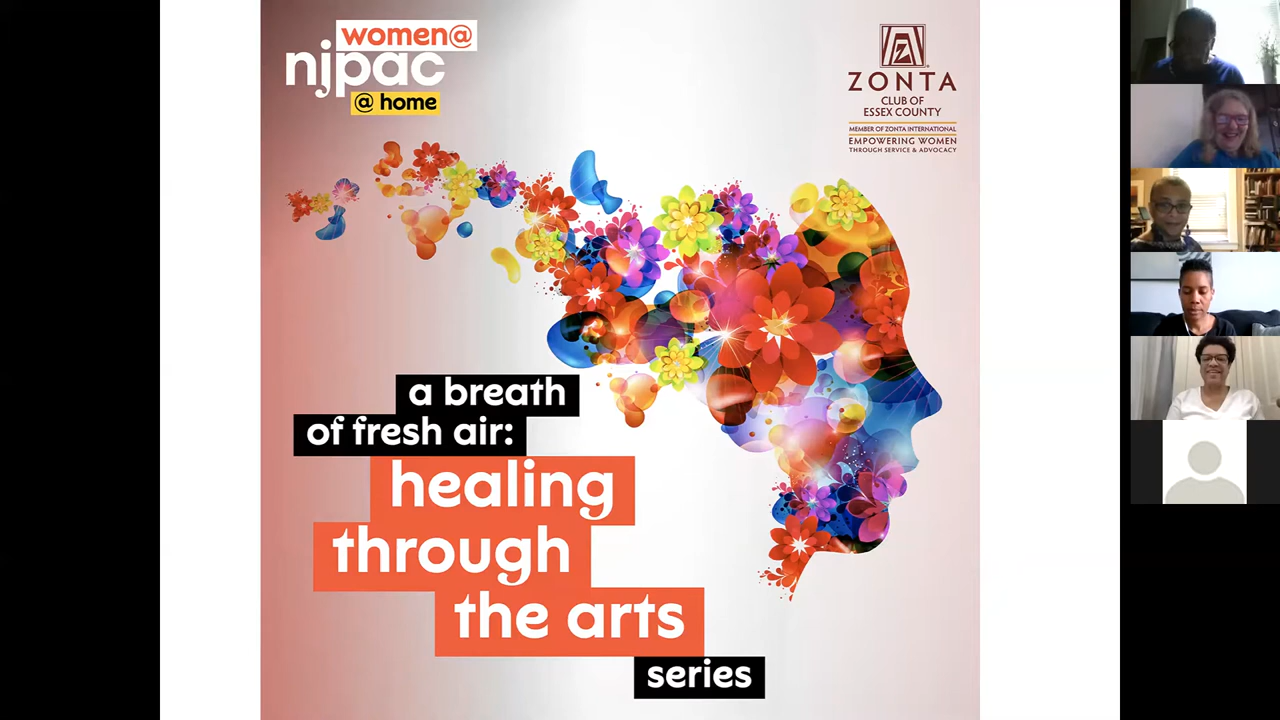 women@
njpac
@ home
ZONTA
CLUB OF
ESSEX COUNTY
MEMBER OF ZONTA INTERNATIONAL
EMPOWERING WOMEN
THROUGH SERVICE & ADVOCACY
a breath
of fresh air:
healing
through
the arts
series